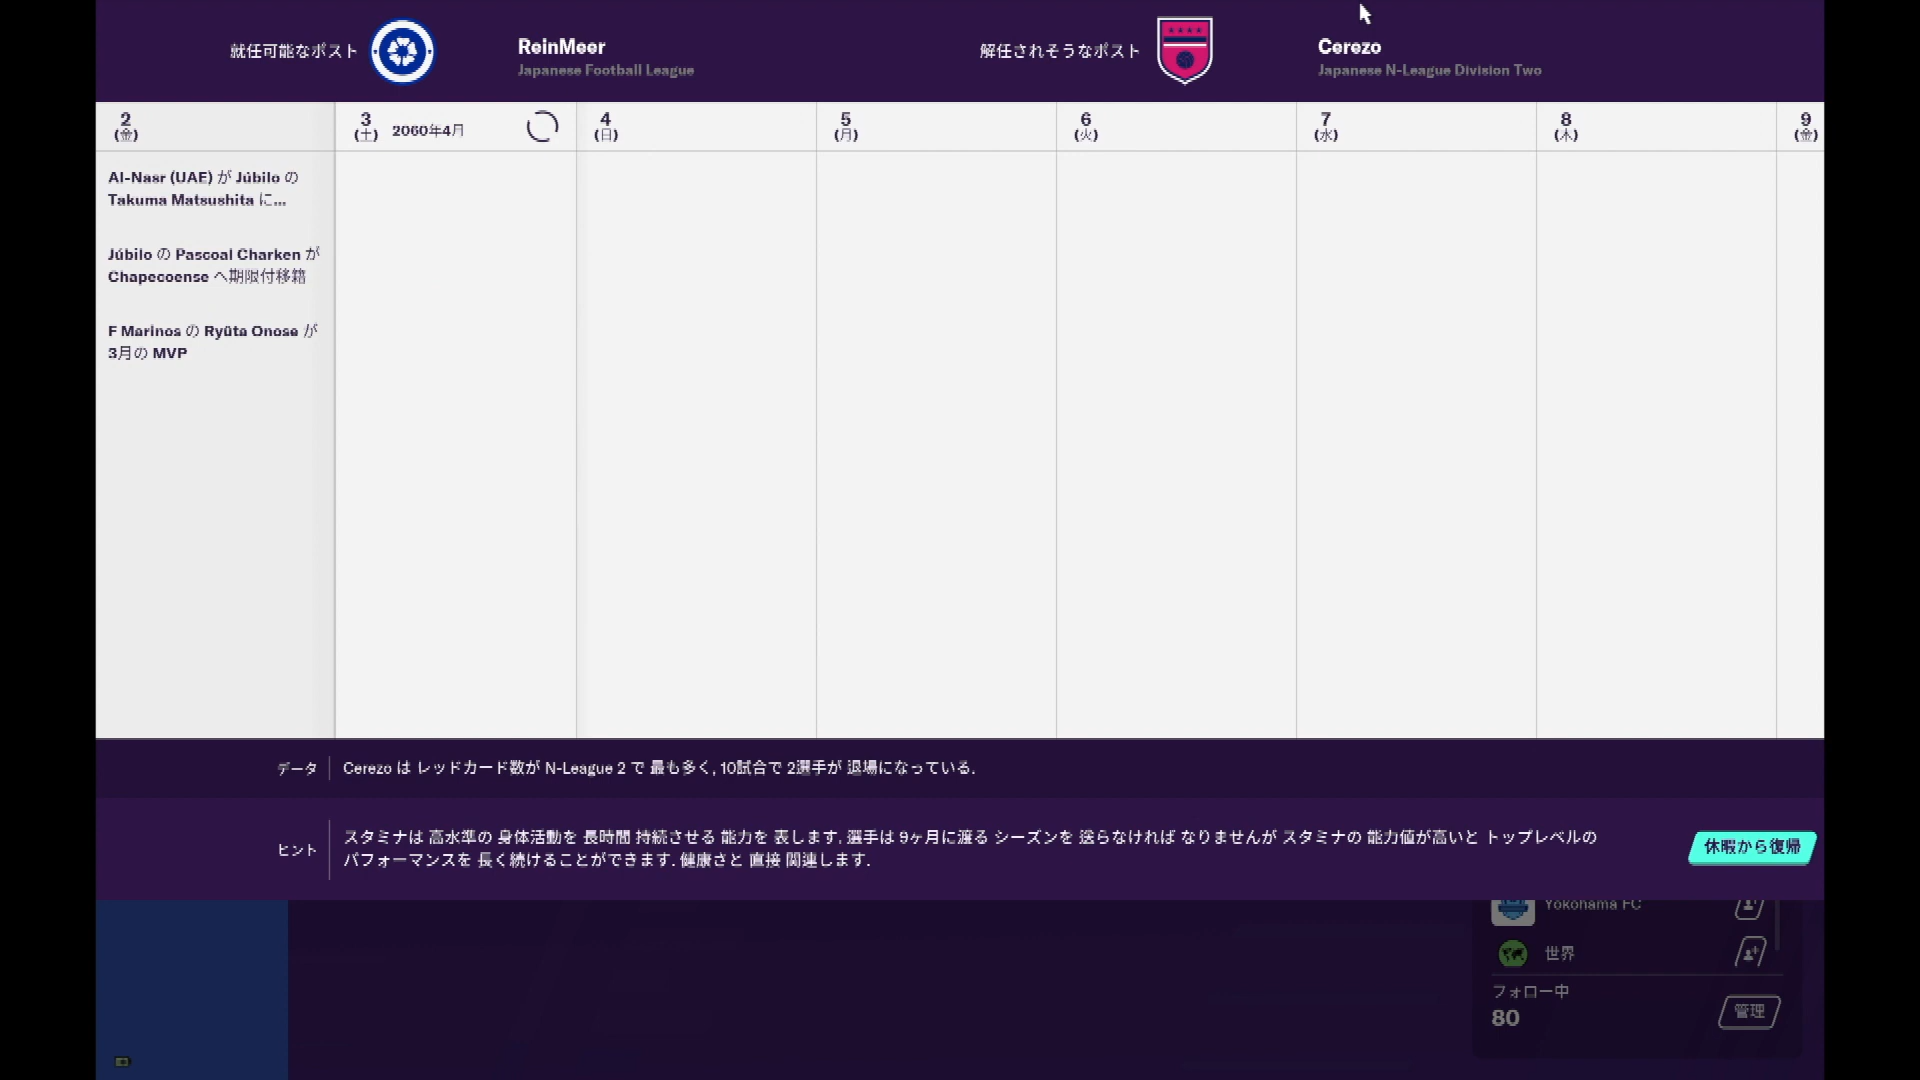 就任可能なポスト
ReinMeer
Japanese Football League
解任されそうなポスト
Cerezo
Japanese N-League Division Two
2
(金)
3
(土) 2060年4月
4
(日)
5
(月)
6
(火)
7
(水)
8
(木)
9
(金)
Al-Nasr (UAE) が Júbilo の
Takuma Matsushita に...
Júbilo の Pascoal Charken が
Chapecoense へ期限付移籍
F Marinos の Ryūta Onose が
3月の MVP
データ
Cerezo は レッドカード数が N-League 2 で 最も多く, 10試合で 2選手が 退場になっている.
ヒント
スタミナは 高水準の 身体活動を 長時間 持続させる 能力を 表します, 選手は 9ヶ月に渡る シーズンを 送らなければ なりませんが スタミナの 能力値が高いと トップレベルの
パフォーマンスを 長く続けることができます. 健康さと 直接 関連します.
休暇から復帰
Yokohama FC
世界
フォロー中
80
管理